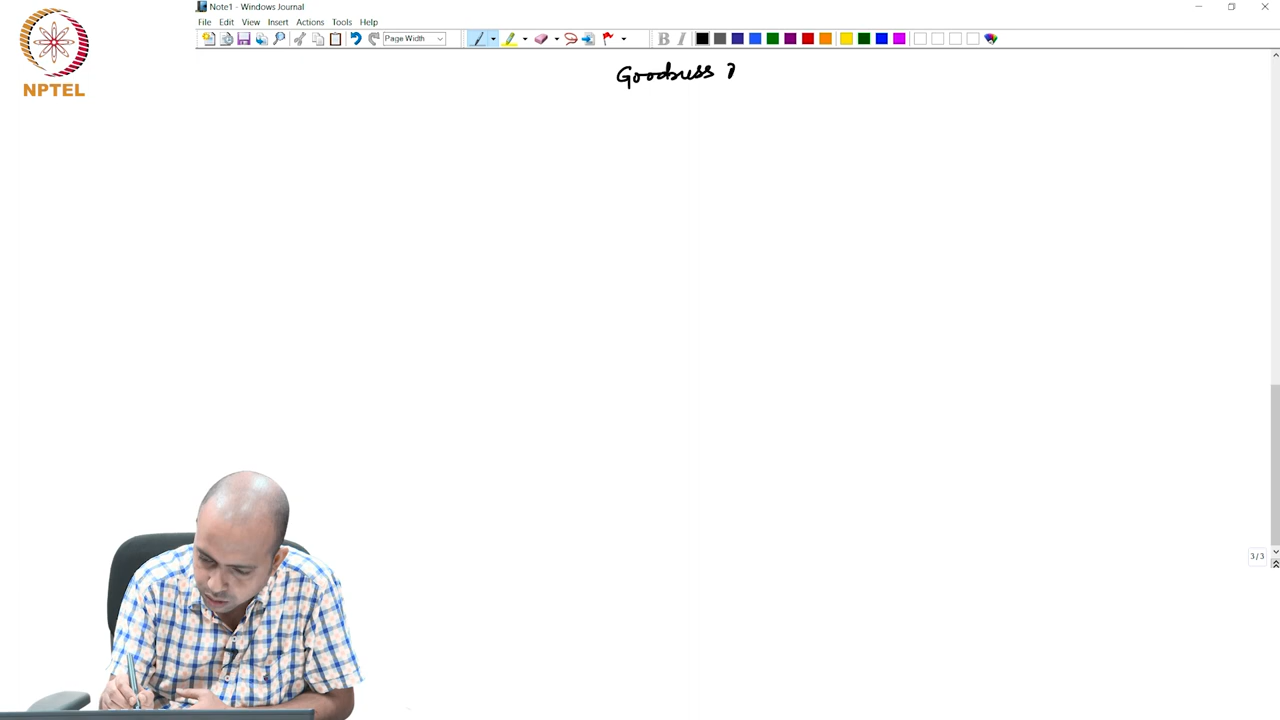 Note1 - Windows Journal
File Edit View Insert Actions Tools Help
Page Width
B I
NPTEL
Goodness
3/3